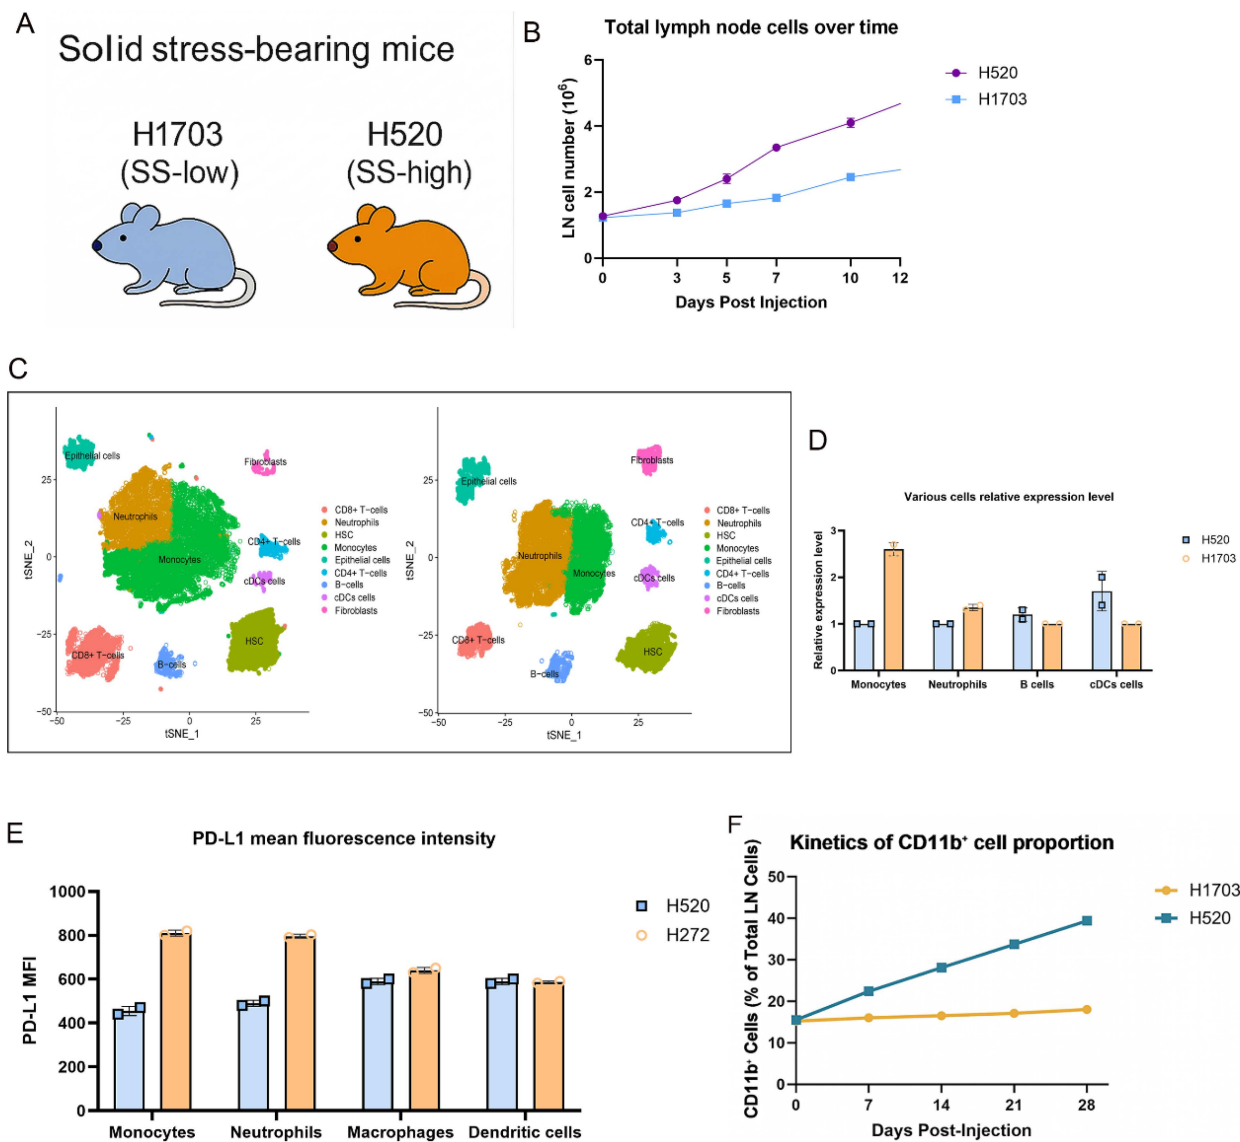 A
Solid stress-bearing mice
H1703
(SS-low)
H520
(SS-high)
B
Total lymph node cells over time
LN cell number (10⁶)
6
4
2
0
0 3 5 7 10 12
Days Post Injection
H520
H1703
C
tSNE_2
25
0
−25
−50
−50 −25 0 25
tSNE_1
Epithelial cells
Fibroblasts
Neutrophils
CD4+ T−cells
Monocytes
cDCs cells
HSC
CD8+ T−cells
B−cells
CD8+ T−cells
Neutrophils
HSC
Monocytes
Epithelial cells
CD4+ T−cells
B−cells
cDCs cells
Fibroblasts
tSNE_2
25
0
−25
−50
−50 −25 0 25
tSNE_1
Fibroblasts
Epithelial cells
CD4+ T−cells
Neutrophils
Monocytes
cDCs cells
CD8+ T−cells
HSC
B−cells
CD8+ T−cells
Neutrophils
HSC
Monocytes
Epithelial cells
CD4+ T−cells
B−cells
cDCs cells
Fibroblasts
D
Various cells relative expression level
Relative expression level
3
2
1
0
Monocytes Neutrophils B cells cDCs cells
H520
H1703
E
PD-L1 mean fluorescence intensity
PD-L1 MFI
1000
800
600
400
200
0
Monocytes Neutrophils Macrophages Dendritic cells
H520
H272
F
Kinetics of CD11b⁺ cell proportion
CD11b⁺ Cells (% of Total LN Cells)
50
40
30
20
10
0
0 7 14 21 28
Days Post-Injection
H1703
H520